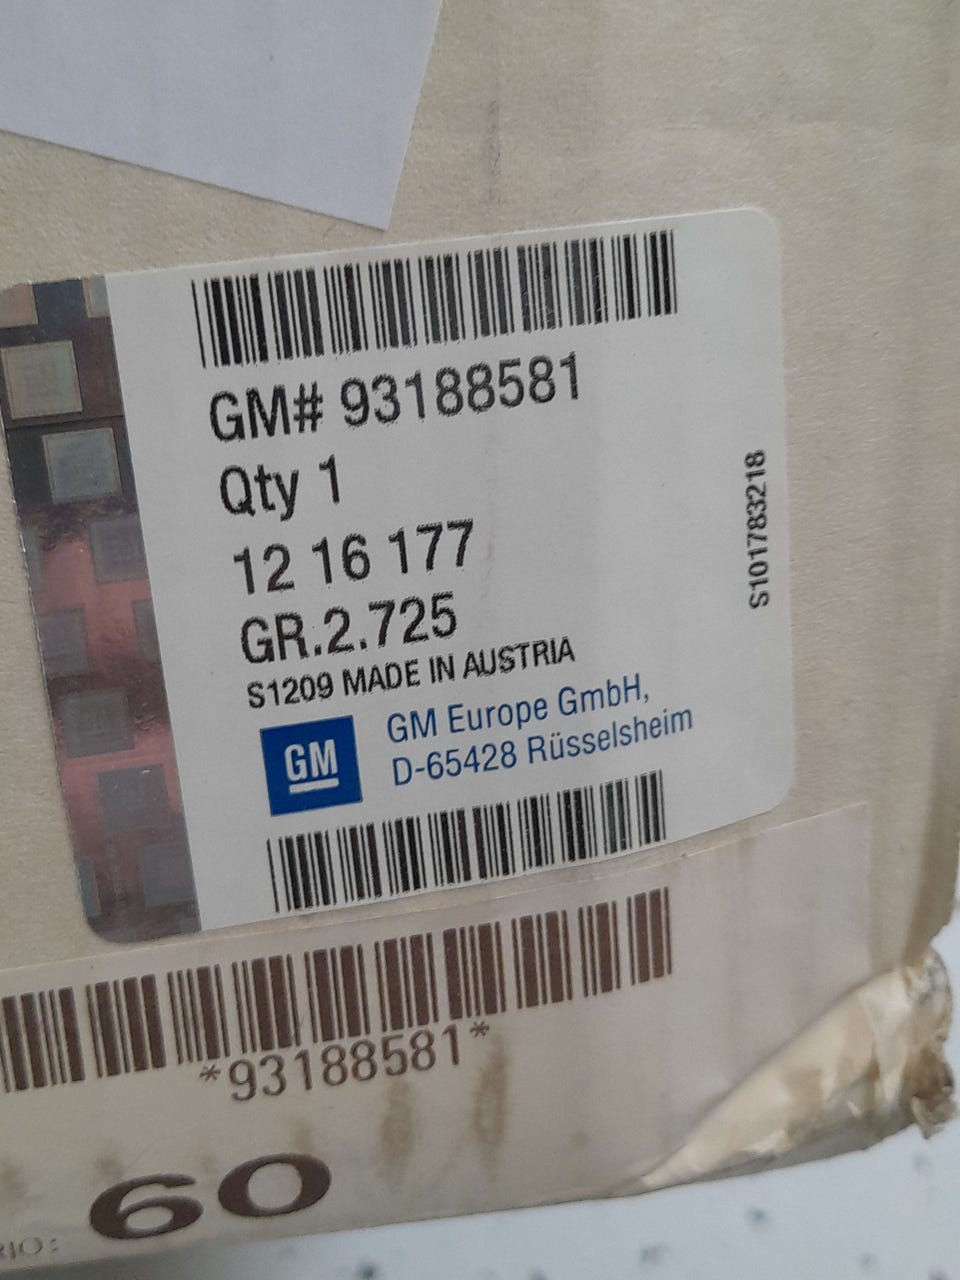 GM# 93188581
Qty 1
12 16 177
GR.2.725
S1209 MADE IN AUSTRIA
GM
GM Europe GmbH,
D-65428 Rüsselsheim
S101783218
*93188581*
60